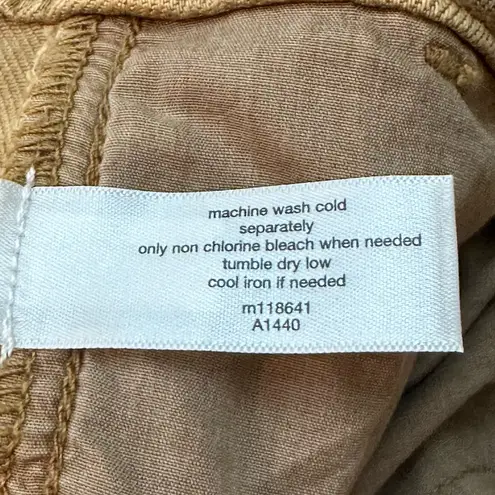 machine wash cold
separately
only non chlorine bleach when needed
tumble dry low
cool iron if needed
rn118641
A1440